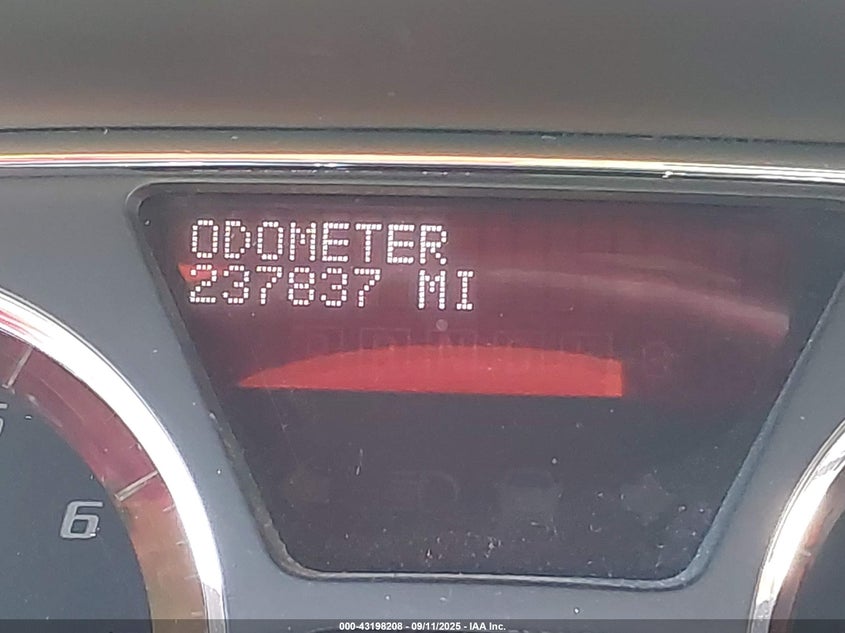 ODOMETER
237837 MI
6
000-43198208 - 09/11/2025 - IAA Inc.